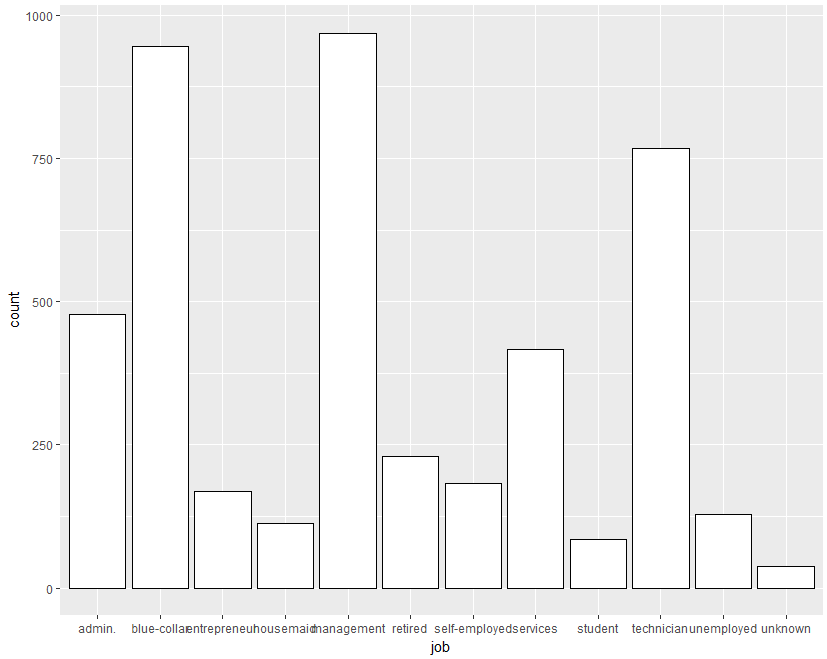 1000
750
500
250
0
count
admin. blue-collar entrepreneur housemaid management retired self-employed services student technician unemployed unknown
job